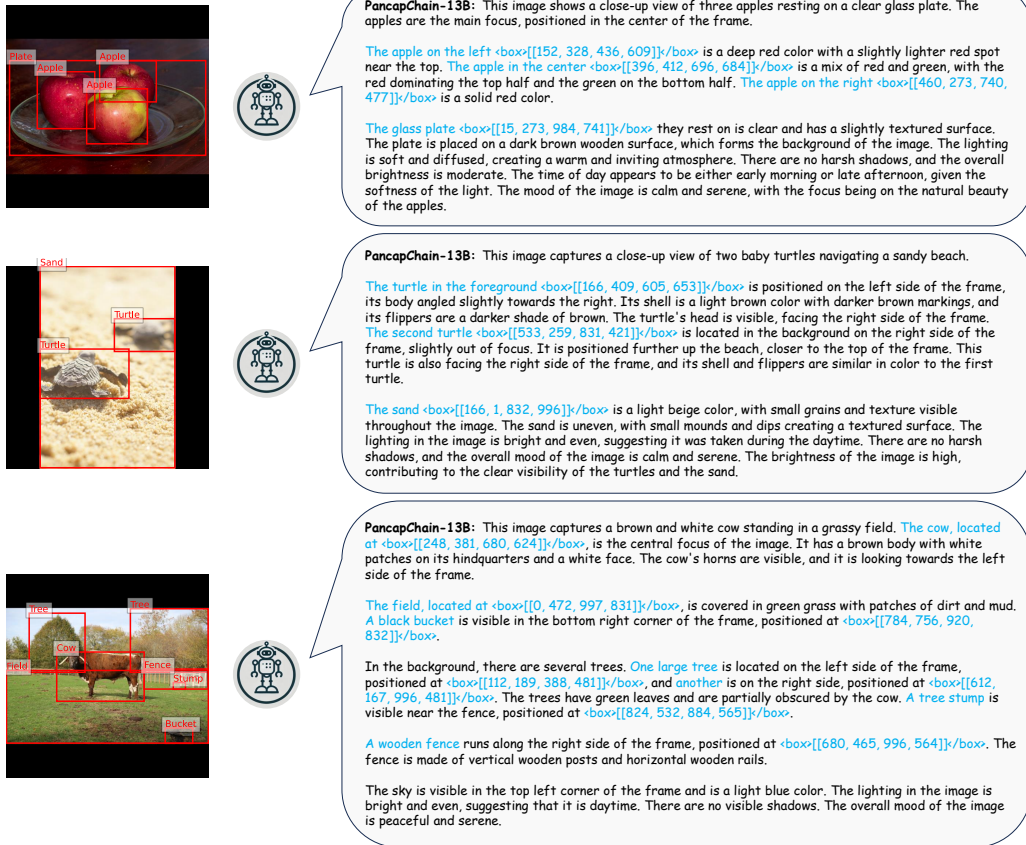 PancapChain-13B: This image shows a close-up view of three apples resting on a clear glass plate. The
apples are the main focus, positioned in the center of the frame.
The apple on the left <box>[[152, 328, 436, 609]]</box> is a deep red color with a slightly lighter red spot
near the top. The apple in the center <box>[[396, 412, 696, 684]]</box> is a mix of red and green, with the
red dominating the top half and the green on the bottom half. The apple on the right <box>[[460, 273, 740,
477]]</box> is a solid red color.
The glass plate <box>[[15, 273, 984, 741]]</box> they rest on is clear and has a slightly textured surface.
The plate is placed on a dark brown wooden surface, which forms the background of the image. The lighting
is soft and diffused, creating a warm and inviting atmosphere. There are no harsh shadows, and the overall
brightness is moderate. The time of day appears to be either early morning or late afternoon, given the
softness of the light. The mood of the image is calm and serene, with the focus being on the natural beauty
of the apples.
Plate
Apple
Apple
Apple
PancapChain-13B: This image captures a close-up view of two baby turtles navigating a sandy beach.
The turtle in the foreground <box>[[166, 409, 605, 653]]</box> is positioned on the left side of the frame,
its body angled slightly towards the right. Its shell is a light brown color with darker brown markings, and
its flippers are a darker shade of brown. The turtle's head is visible, facing the right side of the frame.
The second turtle <box>[[533, 259, 831, 421]]</box> is located in the background on the right side of the
frame, slightly out of focus. It is positioned further up the beach, closer to the top of the frame. This
turtle is also facing the right side of the frame, and its shell and flippers are similar in color to the first
turtle.
The sand <box>[[166, 1, 832, 996]]</box> is a light beige color, with small grains and texture visible
throughout the image. The sand is uneven, with small mounds and dips creating a textured surface. The
lighting in the image is bright and even, suggesting it was taken during the daytime. There are no harsh
shadows, and the overall mood of the image is calm and serene. The brightness of the image is high,
contributing to the clear visibility of the turtles and the sand.
Sand
Turtle
Turtle
PancapChain-13B: This image captures a brown and white cow standing in a grassy field. The cow, located
at <box>[[248, 381, 680, 624]]</box>, is the central focus of the image. It has a brown body with white
patches on its hindquarters and a white face. The cow's horns are visible, and it is looking towards the left
side of the frame.
The field, located at <box>[[0, 472, 997, 831]]</box>, is covered in green grass with patches of dirt and mud.
A black bucket is visible in the bottom right corner of the frame, positioned at <box>[[784, 756, 920,
832]]</box>.
In the background, there are several trees. One large tree is located on the left side of the frame,
positioned at <box>[[112, 189, 388, 481]]</box>, and another is on the right side, positioned at <box>[[612,
167, 996, 481]]</box>. The trees have green leaves and are partially obscured by the cow. A tree stump is
visible near the fence, positioned at <box>[[824, 532, 884, 565]]</box>.
A wooden fence runs along the right side of the frame, positioned at <box>[[680, 465, 996, 564]]</box>. The
fence is made of vertical wooden posts and horizontal wooden rails.
The sky is visible in the top left corner of the frame and is a light blue color. The lighting in the image is
bright and even, suggesting that it is daytime. There are no visible shadows. The overall mood of the image
is peaceful and serene.
Tree
Tree
Cow
Field
Fence
Stump
Bucket